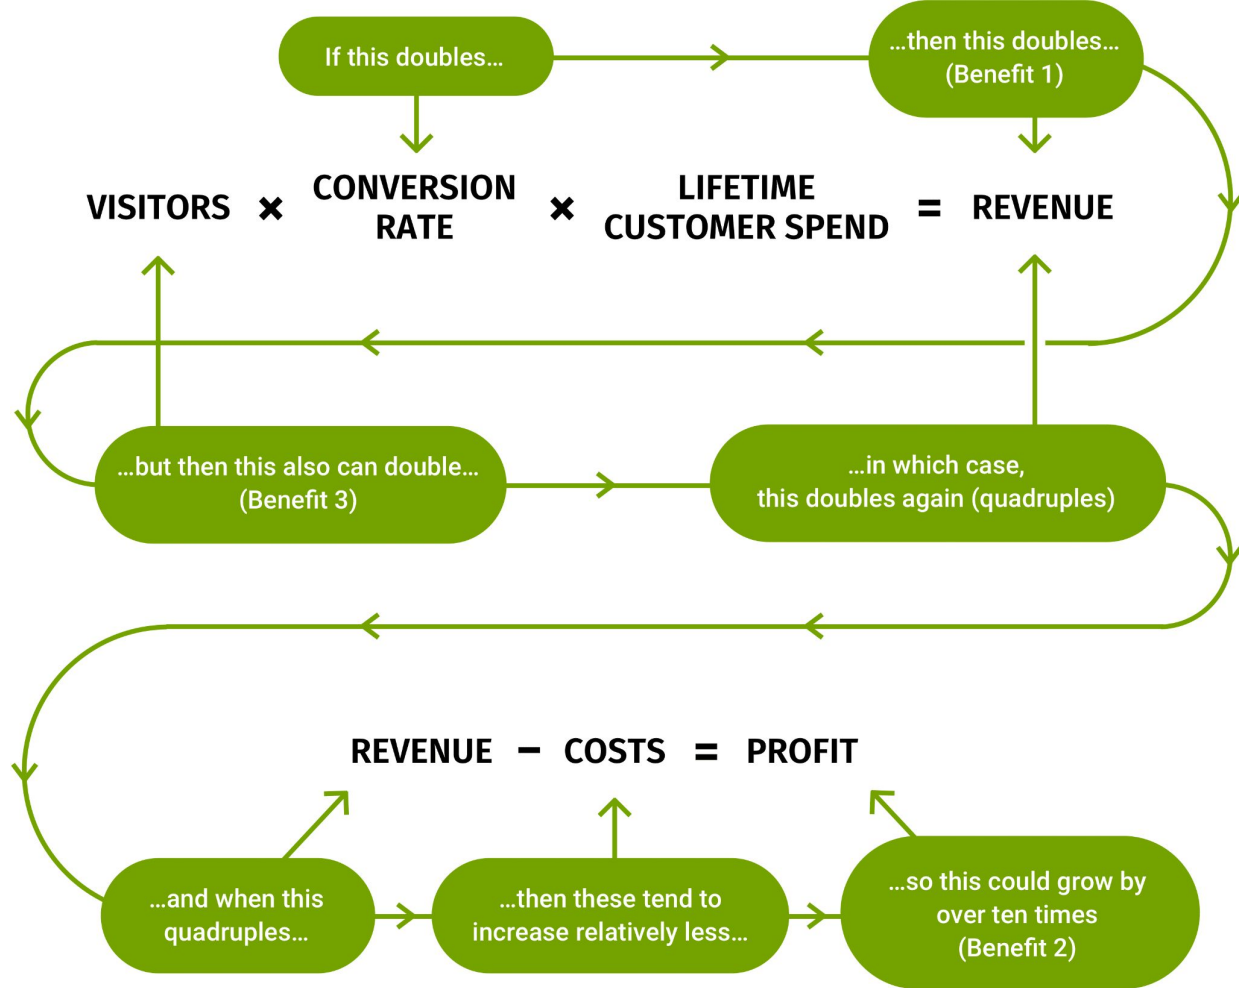 If this doubles…
…then this doubles…
(Benefit 1)
VISITORS × CONVERSION RATE × LIFETIME CUSTOMER SPEND = REVENUE
…but then this also can double…
(Benefit 3)
…in which case,
this doubles again (quadruples)
REVENUE – COSTS = PROFIT
…and when this
quadruples…
…then these tend to
increase relatively less…
…so this could grow by
over ten times
(Benefit 2)